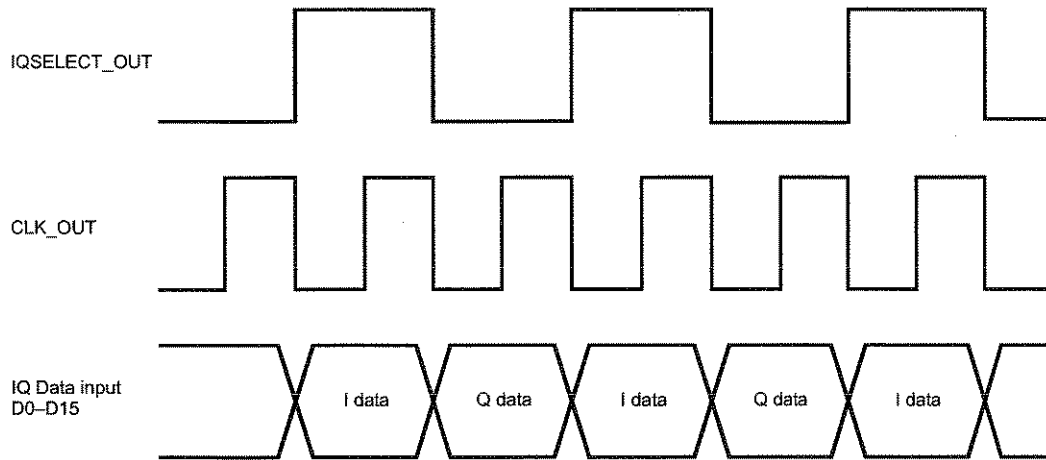 IQSELECT_OUT
CLK_OUT
IQ Data input
D0–D15
I data
Q data
I data
Q data
I data